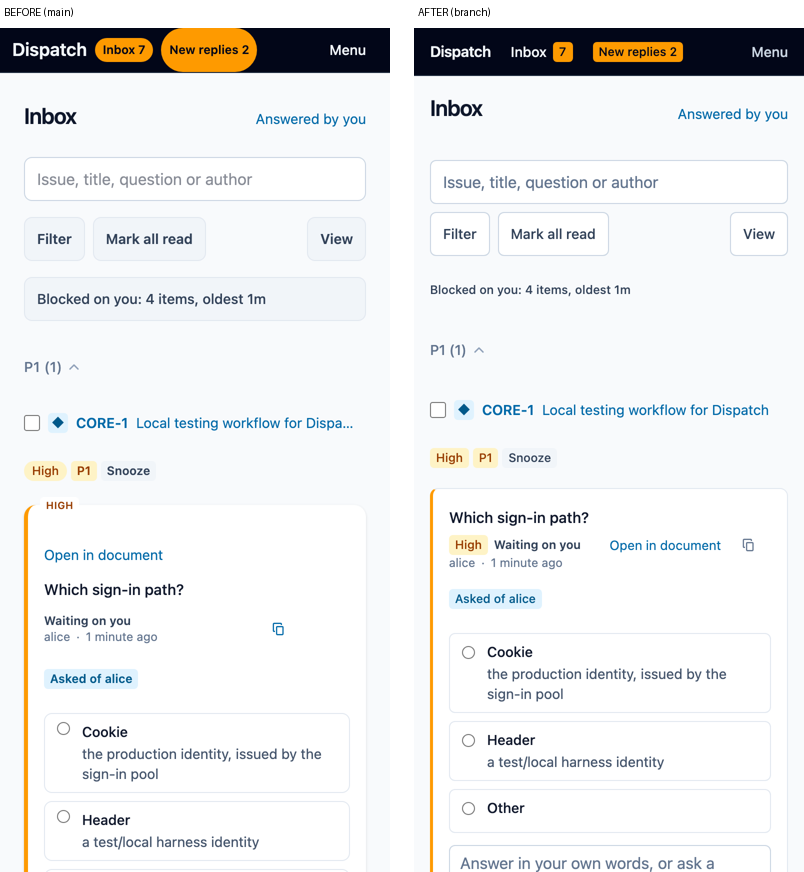 BEFORE (main)
Dispatch Inbox 7 New replies 2 Menu
Inbox
Answered by you
Issue, title, question or author
Filter Mark all read View
Blocked on you: 4 items, oldest 1m
P1 (1)
CORE-1 Local testing workflow for Dispa...
High P1 Snooze
HIGH
Open in document
Which sign-in path?
Waiting on you
alice · 1 minute ago
Asked of alice
Cookie
the production identity, issued by the
sign-in pool
Header
a test/local harness identity
AFTER (branch)
Dispatch Inbox 7 New replies 2 Menu
Inbox
Answered by you
Issue, title, question or author
Filter Mark all read View
Blocked on you: 4 items, oldest 1m
P1 (1)
CORE-1 Local testing workflow for Dispatch
High P1 Snooze
Which sign-in path?
High Waiting on you Open in document
alice · 1 minute ago
Asked of alice
Cookie
the production identity, issued by the
sign-in pool
Header
a test/local harness identity
Other
Answer in your own words, or ask a